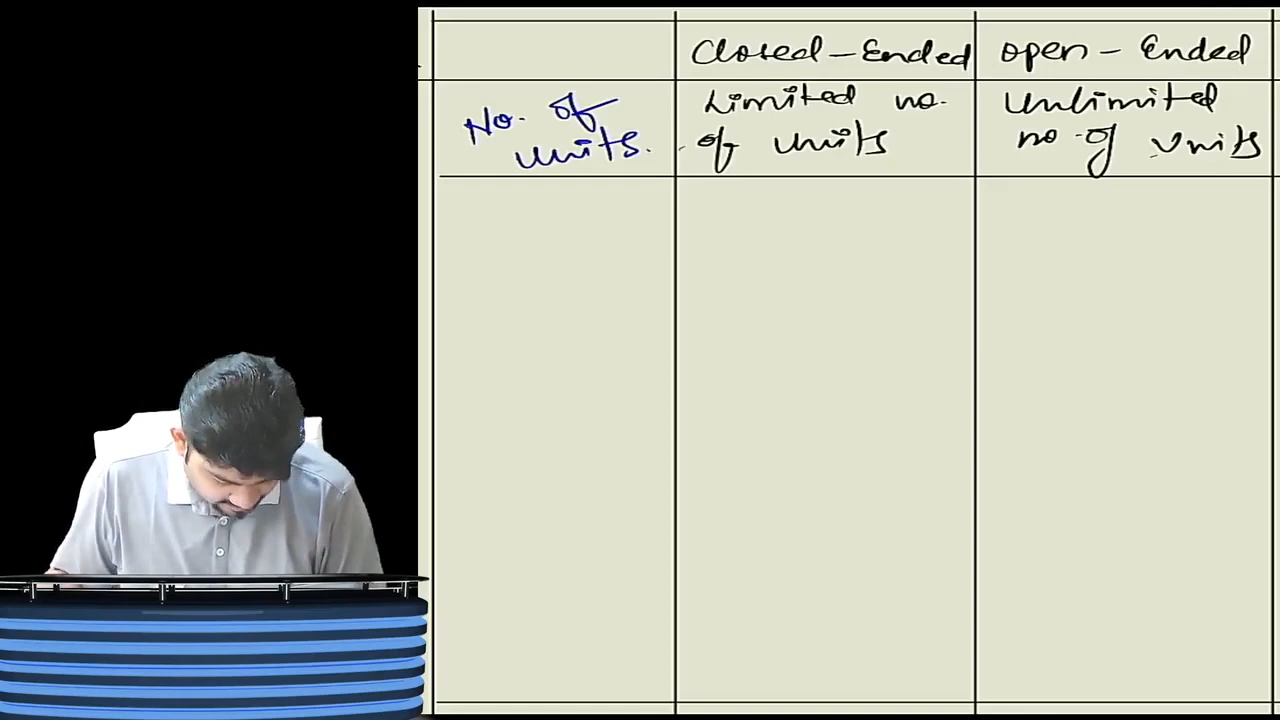 Closed-Ended open-Ended
No. of
units.
Limited no.
of units
Unlimited
no. of units